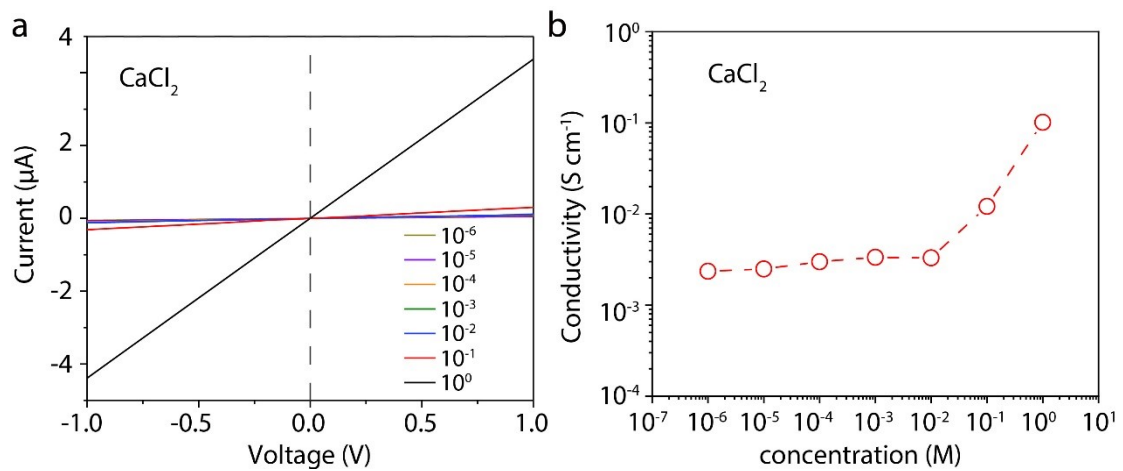 a
CaCl₂
Current (μA)
4
2
0
-2
-4
10⁻⁶
10⁻⁵
10⁻⁴
10⁻³
10⁻²
10⁻¹
10⁰
-1.0 -0.5 0.0 0.5 1.0
Voltage (V)
b
CaCl₂
Conductivity (S cm⁻¹)
10⁰
10⁻¹
10⁻²
10⁻³
10⁻⁴
10⁻⁷ 10⁻⁶ 10⁻⁵ 10⁻⁴ 10⁻³ 10⁻² 10⁻¹ 10⁰ 10¹
concentration (M)